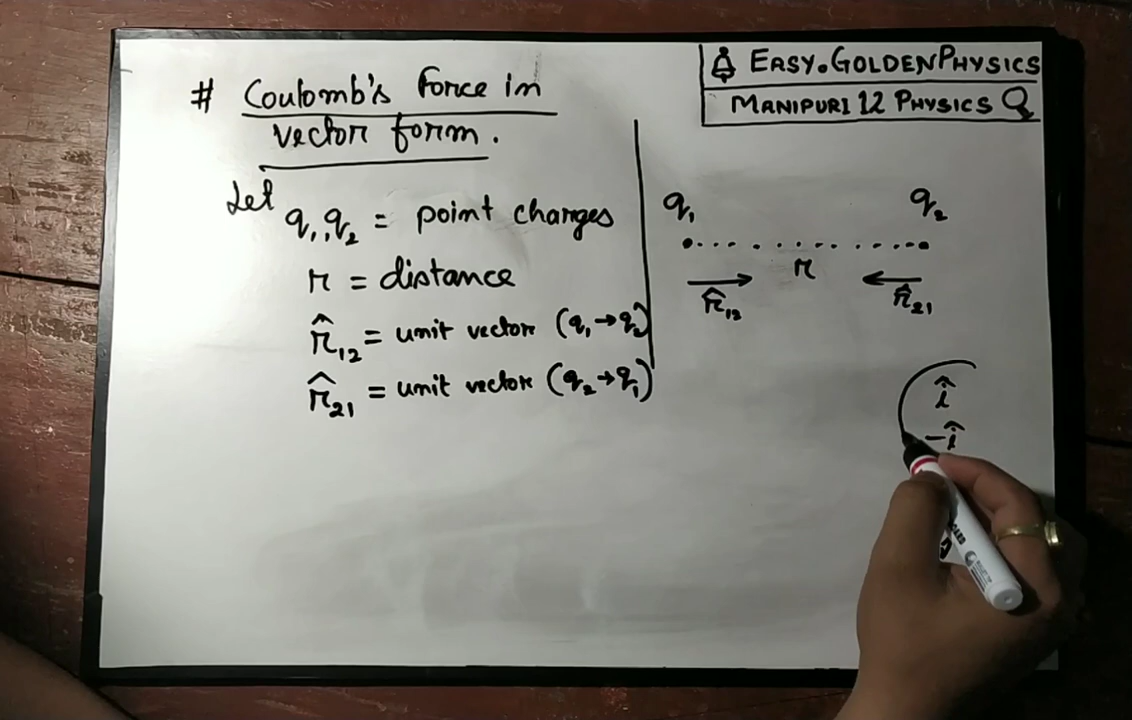 # Coulomb's Force in
vector form.
EASY.GOLDENPHYSICS
MANIPURI 12 PHYSICS
Let q₁,q₂ = point charges
r = distance
r̂₁₂ = unit vector (q₁→q₂)
r̂₂₁ = unit vector (q₂→q₁)
q₁ q₂
r
r̂₁₂ r̂₂₁
î
-î